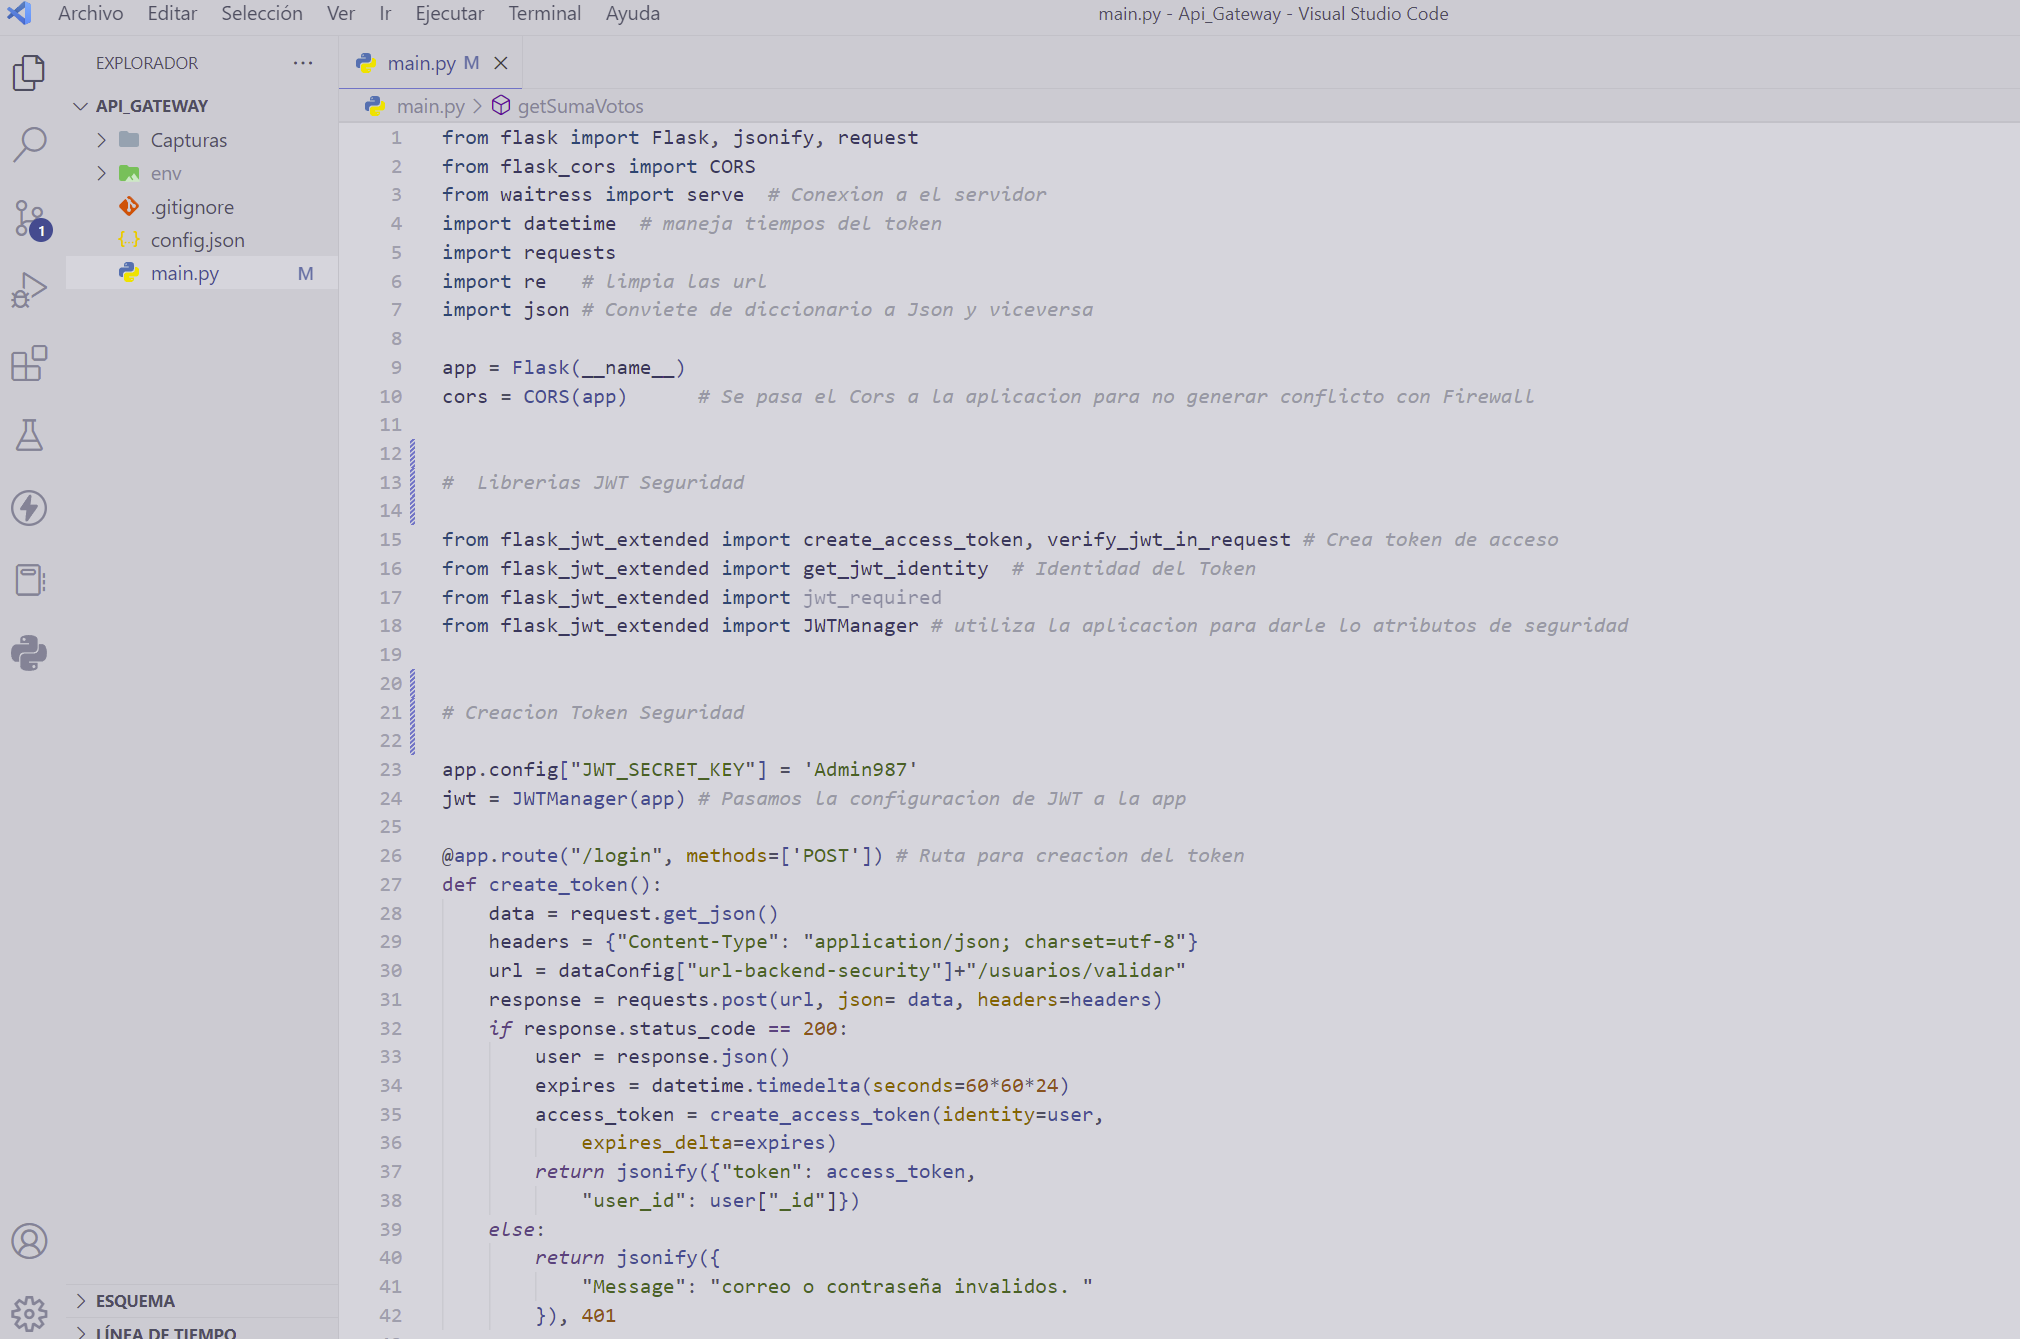 Archivo Editar Selección Ver Ir Ejecutar Terminal Ayuda
main.py - Api_Gateway - Visual Studio Code
EXPLORADOR ...
API_GATEWAY
Capturas
env
.gitignore
config.json
main.py M
1
ESQUEMA
LÍNEA DE TIEMPO
main.py M
main.py > getSumaVotos
1 from flask import Flask, jsonify, request
2 from flask_cors import CORS
3 from waitress import serve  # Conexion a el servidor
4 import datetime  # maneja tiempos del token
5 import requests
6 import re   # limpia las url
7 import json # Conviete de diccionario a Json y viceversa
8
9 app = Flask(__name__)
10 cors = CORS(app)      # Se pasa el Cors a la aplicacion para no generar conflicto con Firewall
11
12
13 #  Librerias JWT Seguridad
14
15 from flask_jwt_extended import create_access_token, verify_jwt_in_request # Crea token de acceso
16 from flask_jwt_extended import get_jwt_identity  # Identidad del Token
17 from flask_jwt_extended import jwt_required
18 from flask_jwt_extended import JWTManager # utiliza la aplicacion para darle lo atributos de seguridad
19
20
21 # Creacion Token Seguridad
22
23 app.config["JWT_SECRET_KEY"] = 'Admin987'
24 jwt = JWTManager(app) # Pasamos la configuracion de JWT a la app
25
26 @app.route("/login", methods=['POST']) # Ruta para creacion del token
27 def create_token():
28     data = request.get_json()
29     headers = {"Content-Type": "application/json; charset=utf-8"}
30     url = dataConfig["url-backend-security"]+"/usuarios/validar"
31     response = requests.post(url, json= data, headers=headers)
32     if response.status_code == 200:
33         user = response.json()
34         expires = datetime.timedelta(seconds=60*60*24)
35         access_token = create_access_token(identity=user,
36             expires_delta=expires)
37         return jsonify({"token": access_token,
38             "user_id": user["_id"]})
39     else:
40         return jsonify({
41             "Message": "correo o contraseña invalidos. "
42         }), 401